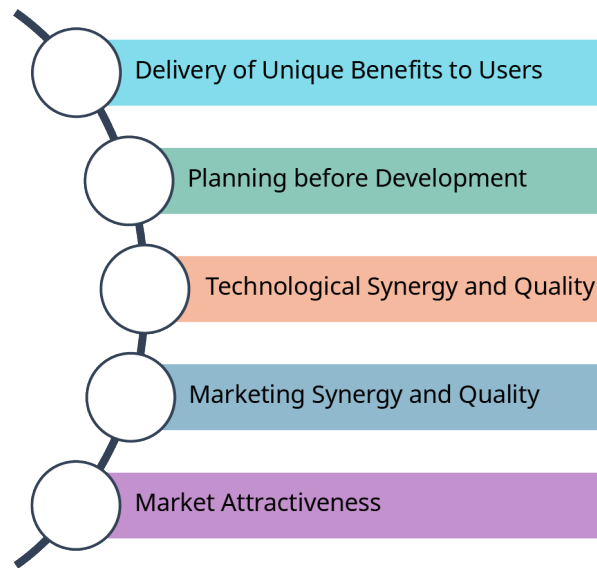 Delivery of Unique Benefits to Users
Planning before Development
Technological Synergy and Quality
Marketing Synergy and Quality
Market Attractiveness